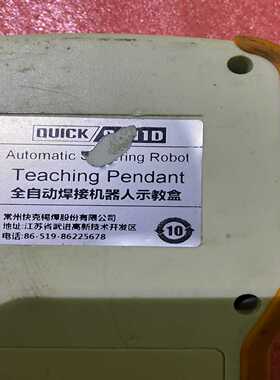 QUICK
Automatic Soldering Robot
Teaching Pendant
全自动焊接机器人示教盒
常州快克锡焊股份有限公司
地址:江苏省武进高新技术开发区
电话:86-519-86225678
10